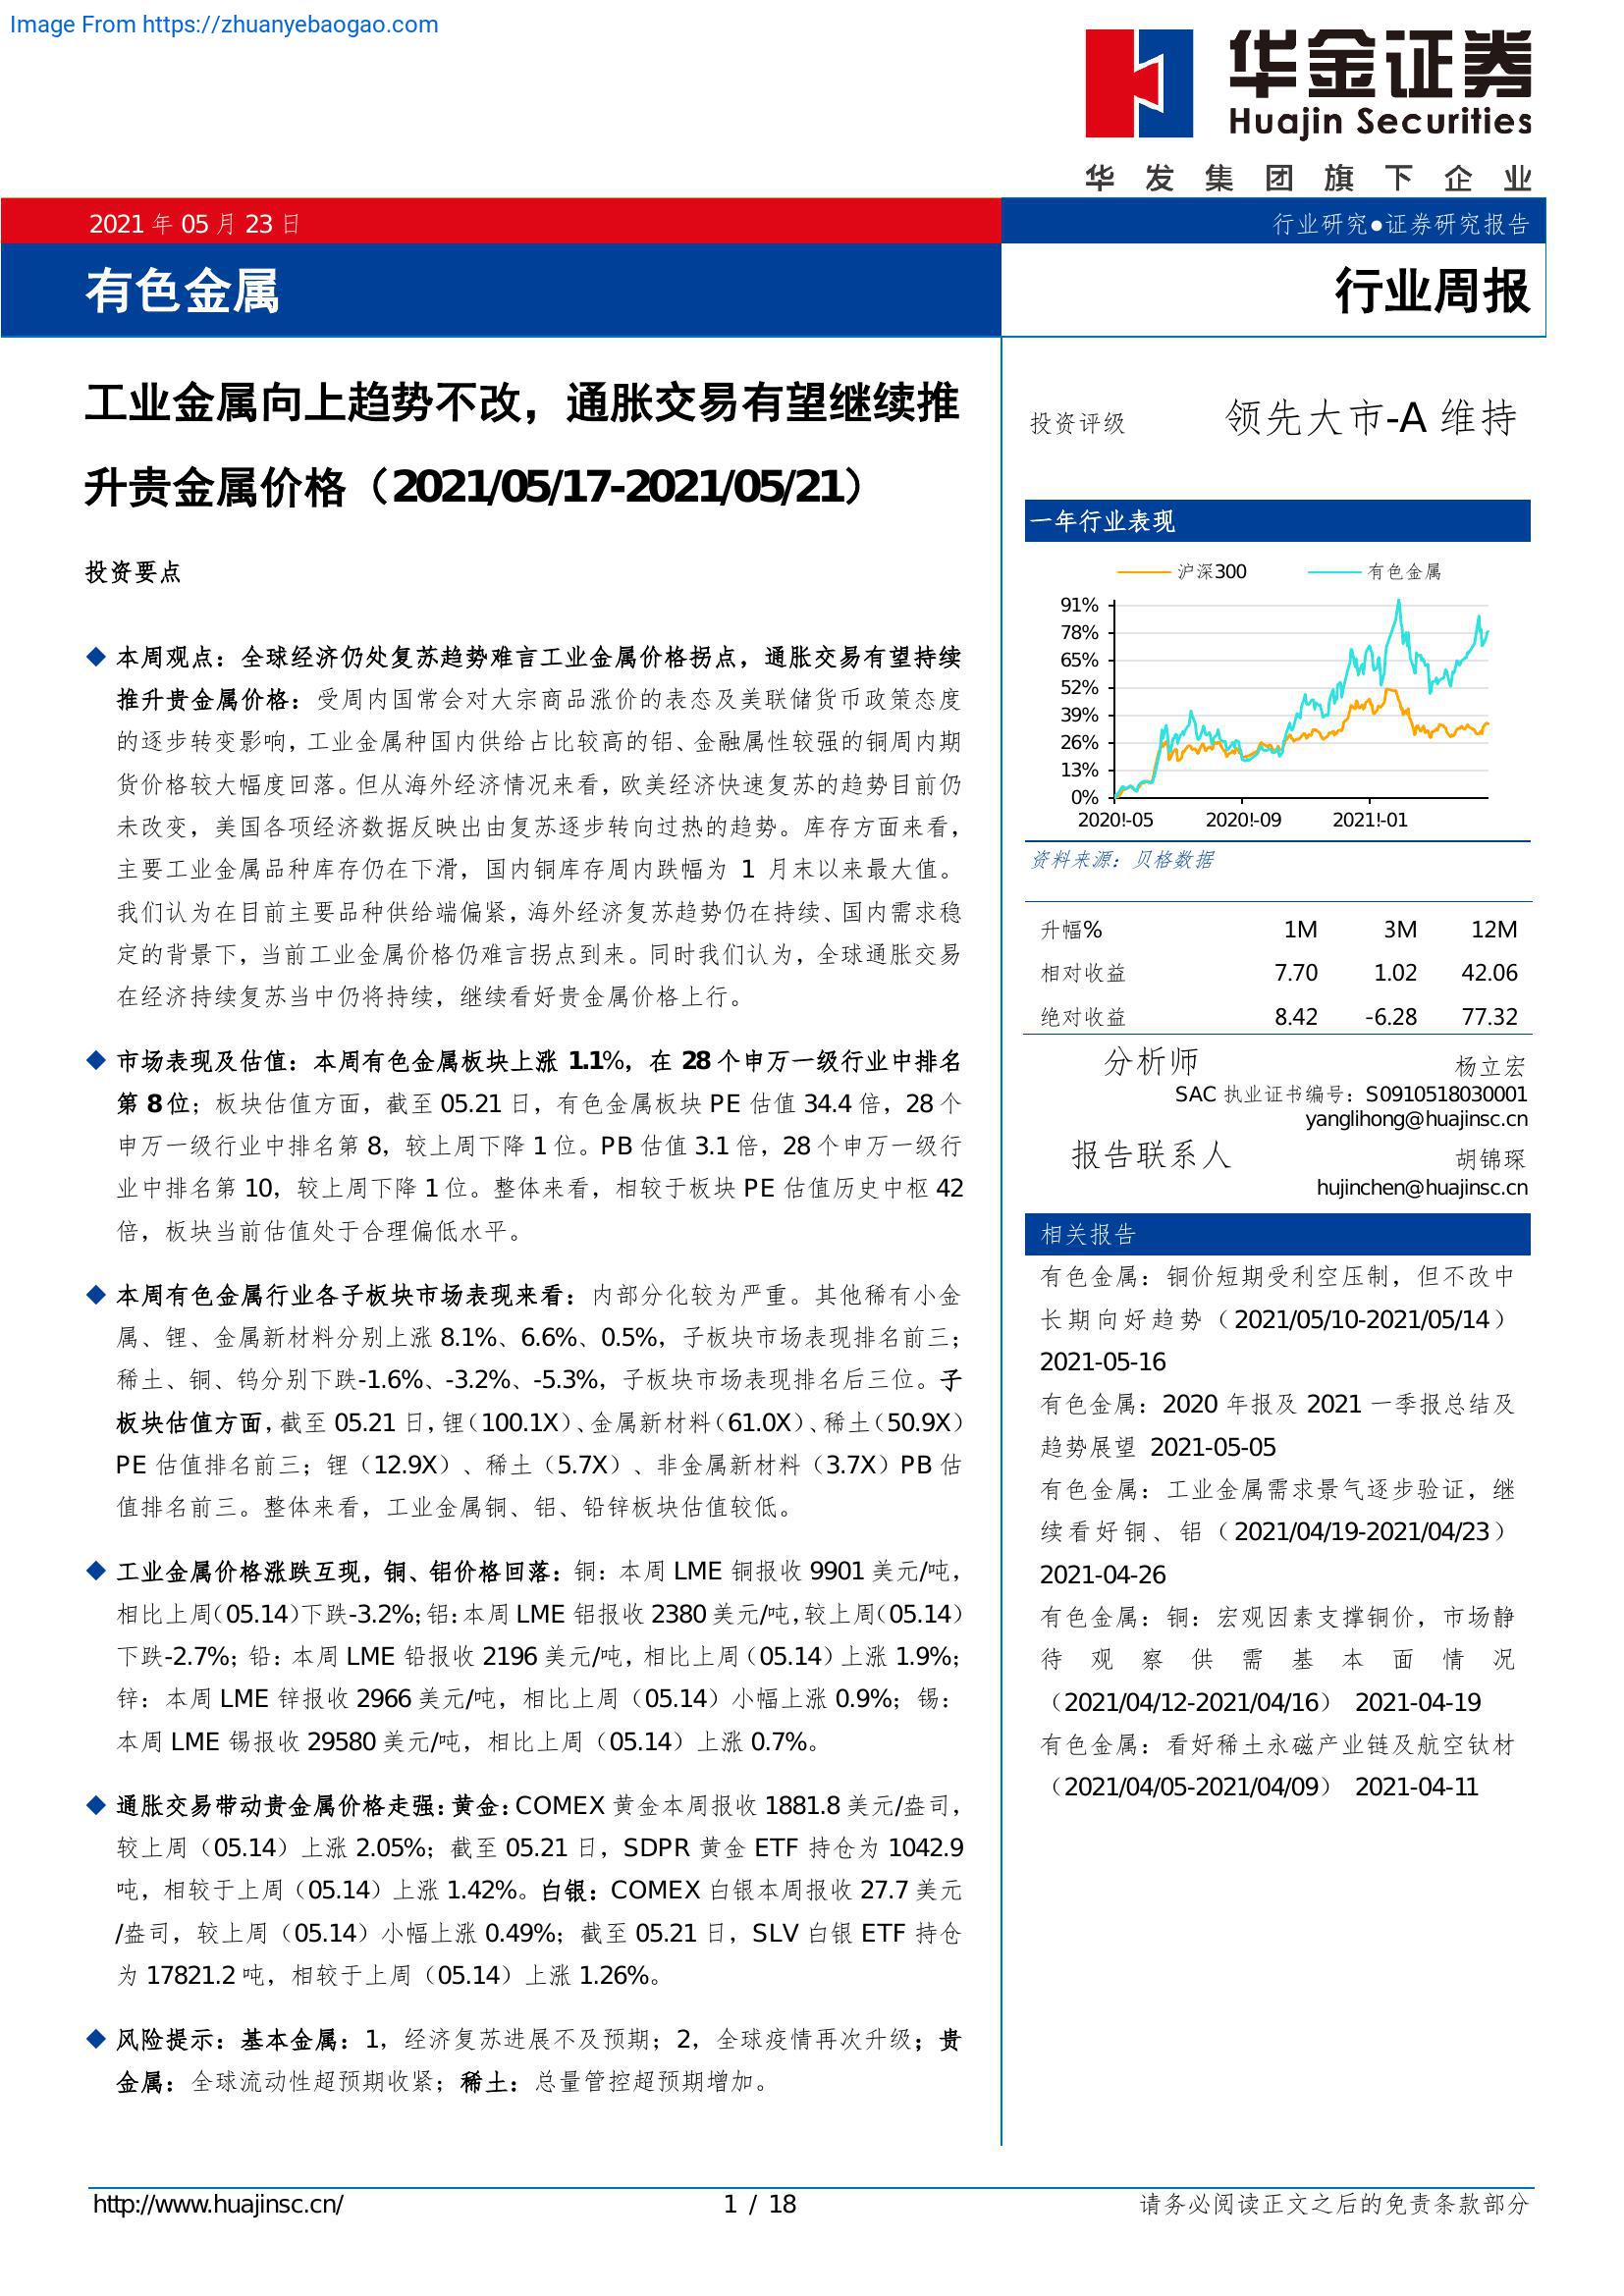 Image From https://zhuanyebaogao.com
华金证券
Huajin Securities
华发集团旗下企业
2021 年 05 月 23 日
行业研究●证券研究报告
有色金属
行业周报
工业金属向上趋势不改，通胀交易有望继续推
升贵金属价格（2021/05/17-2021/05/21）
投资要点
◆ 本周观点：全球经济仍处复苏趋势难言工业金属价格拐点，通胀交易有望持续
推升贵金属价格：受周内国常会对大宗商品涨价的表态及美联储货币政策态度
的逐步转变影响，工业金属种国内供给占比较高的铝、金融属性较强的铜周内期
货价格较大幅度回落。但从海外经济情况来看，欧美经济快速复苏的趋势目前仍
未改变，美国各项经济数据反映出由复苏逐步转向过热的趋势。库存方面来看，
主要工业金属品种库存仍在下滑，国内铜库存周内跌幅为 1 月末以来最大值。
我们认为在目前主要品种供给端偏紧，海外经济复苏趋势仍在持续、国内需求稳
定的背景下，当前工业金属价格仍难言拐点到来。同时我们认为，全球通胀交易
在经济持续复苏当中仍将持续，继续看好贵金属价格上行。
◆ 市场表现及估值：本周有色金属板块上涨 1.1%，在 28 个申万一级行业中排名
第 8 位；板块估值方面，截至 05.21 日，有色金属板块 PE 估值 34.4 倍，28 个
申万一级行业中排名第 8，较上周下降 1 位。PB 估值 3.1 倍，28 个申万一级行
业中排名第 10，较上周下降 1 位。整体来看，相较于板块 PE 估值历史中枢 42
倍，板块当前估值处于合理偏低水平。
◆ 本周有色金属行业各子板块市场表现来看：内部分化较为严重。其他稀有小金
属、锂、金属新材料分别上涨 8.1%、6.6%、0.5%，子板块市场表现排名前三；
稀土、铜、钨分别下跌-1.6%、-3.2%、-5.3%，子板块市场表现排名后三位。子
板块估值方面，截至 05.21 日，锂（100.1X）、金属新材料（61.0X）、稀土（50.9X）
PE 估值排名前三；锂（12.9X）、稀土（5.7X）、非金属新材料（3.7X）PB 估
值排名前三。整体来看，工业金属铜、铝、铅锌板块估值较低。
◆ 工业金属价格涨跌互现，铜、铝价格回落：铜：本周 LME 铜报收 9901 美元/吨，
相比上周（05.14）下跌-3.2%；铝：本周 LME 铝报收 2380 美元/吨，较上周（05.14）
下跌-2.7%；铅：本周 LME 铅报收 2196 美元/吨，相比上周（05.14）上涨 1.9%；
锌：本周 LME 锌报收 2966 美元/吨，相比上周（05.14）小幅上涨 0.9%；锡：
本周 LME 锡报收 29580 美元/吨，相比上周（05.14）上涨 0.7%。
◆ 通胀交易带动贵金属价格走强：黄金：COMEX 黄金本周报收 1881.8 美元/盎司，
较上周（05.14）上涨 2.05%；截至 05.21 日，SDPR 黄金 ETF 持仓为 1042.9
吨，相较于上周（05.14）上涨 1.42%。白银：COMEX 白银本周报收 27.7 美元
/盎司，较上周（05.14）小幅上涨 0.49%；截至 05.21 日，SLV 白银 ETF 持仓
为 17821.2 吨，相较于上周（05.14）上涨 1.26%。
◆ 风险提示：基本金属：1，经济复苏进展不及预期；2，全球疫情再次升级；贵
金属：全球流动性超预期收紧；稀土：总量管控超预期增加。
投资评级 领先大市-A 维持
一年行业表现
沪深300 有色金属
91%
78%
65%
52%
39%
26%
13%
0%
2020!-05 2020!-09 2021!-01
资料来源：贝格数据
升幅% 1M 3M 12M
相对收益 7.70 1.02 42.06
绝对收益 8.42 -6.28 77.32
分析师 杨立宏
SAC 执业证书编号：S0910518030001
yanglihong@huajinsc.cn
报告联系人 胡锦琛
hujinchen@huajinsc.cn
相关报告
有色金属：铜价短期受利空压制，但不改中
长期向好趋势（2021/05/10-2021/05/14）
2021-05-16
有色金属：2020 年报及 2021 一季报总结及
趋势展望 2021-05-05
有色金属：工业金属需求景气逐步验证，继
续看好铜、铝（2021/04/19-2021/04/23）
2021-04-26
有色金属：铜：宏观因素支撑铜价，市场静
待观察供需基本面情况
（2021/04/12-2021/04/16） 2021-04-19
有色金属：看好稀土永磁产业链及航空钛材
（2021/04/05-2021/04/09） 2021-04-11
http://www.huajinsc.cn/
1 / 18
请务必阅读正文之后的免责条款部分